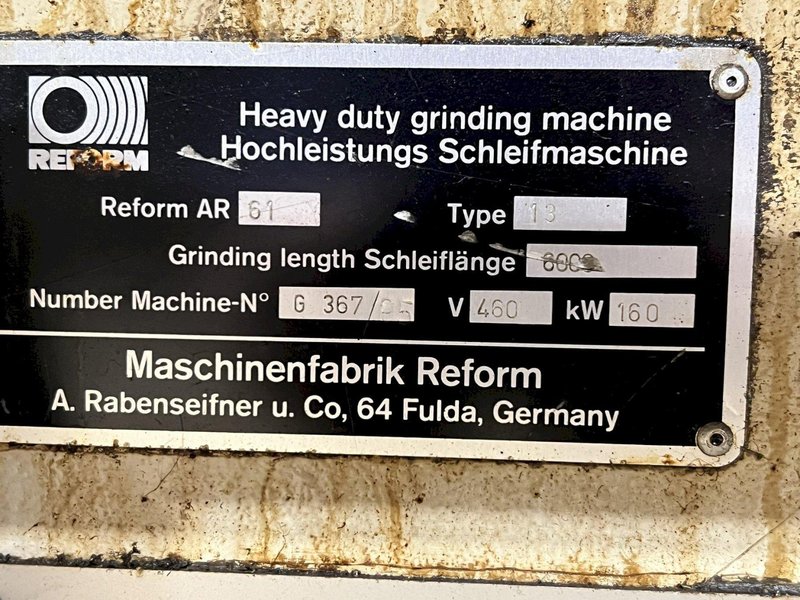 REFORM
Heavy duty grinding machine
Hochleistungs Schleifmaschine
Reform AR 61 Type 13
Grinding length Schleiflänge
Number Machine-N° G 367/ V 460 kW 160
Maschinenfabrik Reform
A. Rabenseifner u. Co, 64 Fulda, Germany